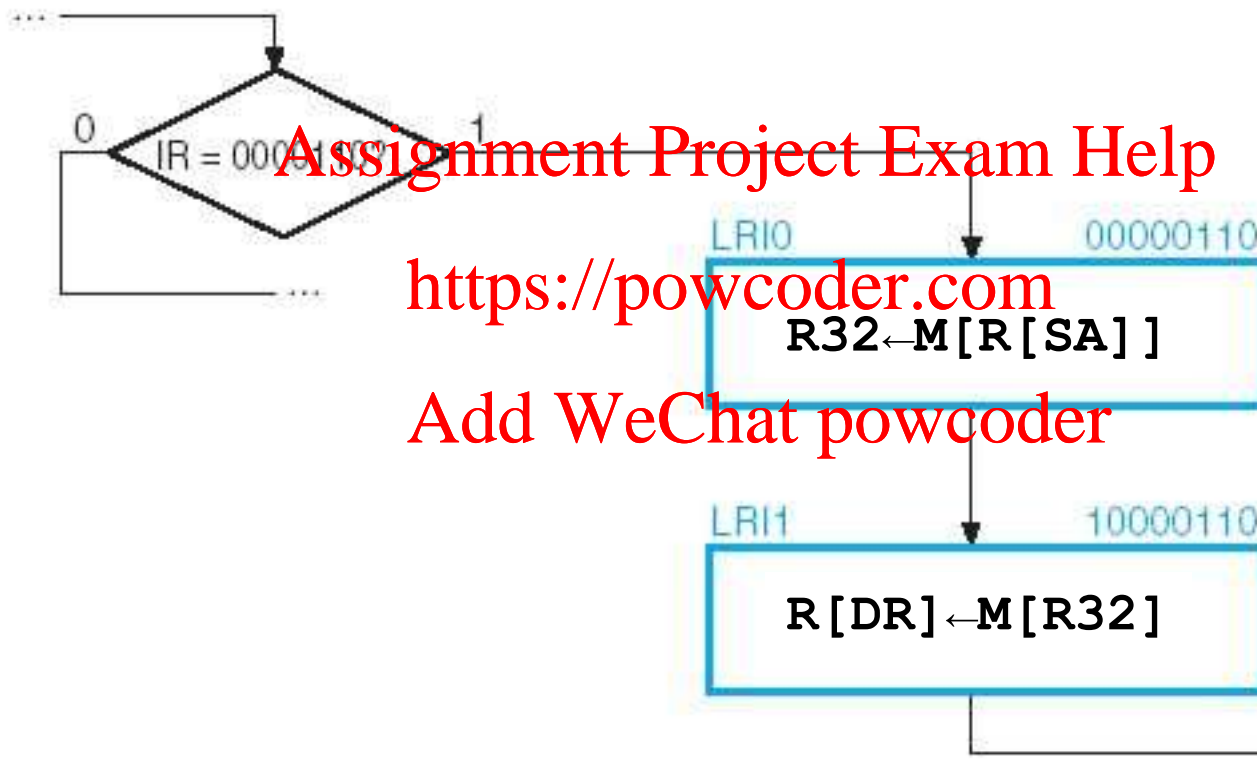 ...
0
1
IR =
Assignment Project Exam Help
LRI0
00000110
https://powcoder.com
R32←M[R[SA]]
...
Add WeChat powcoder
LRI1
10000110
R[DR]←M[R32]